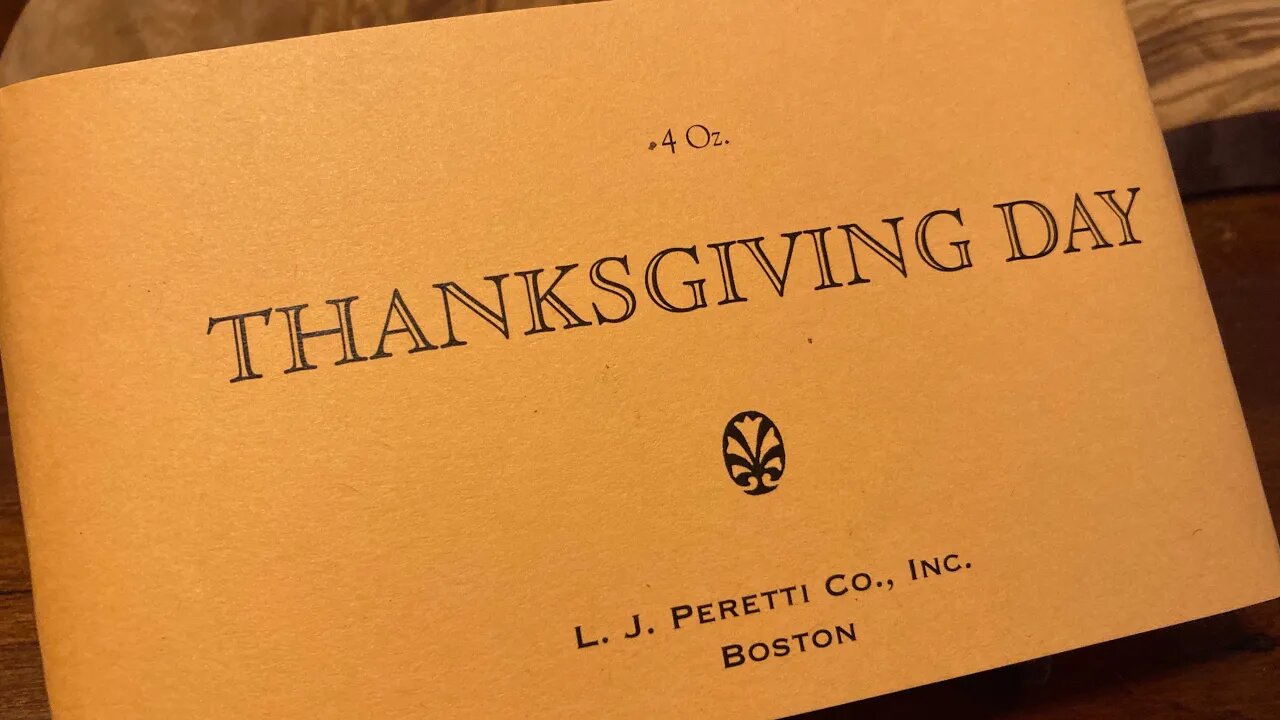 4 Oz.
THANKSGIVING DAY
L. J. PERETTI CO., INC.
BOSTON